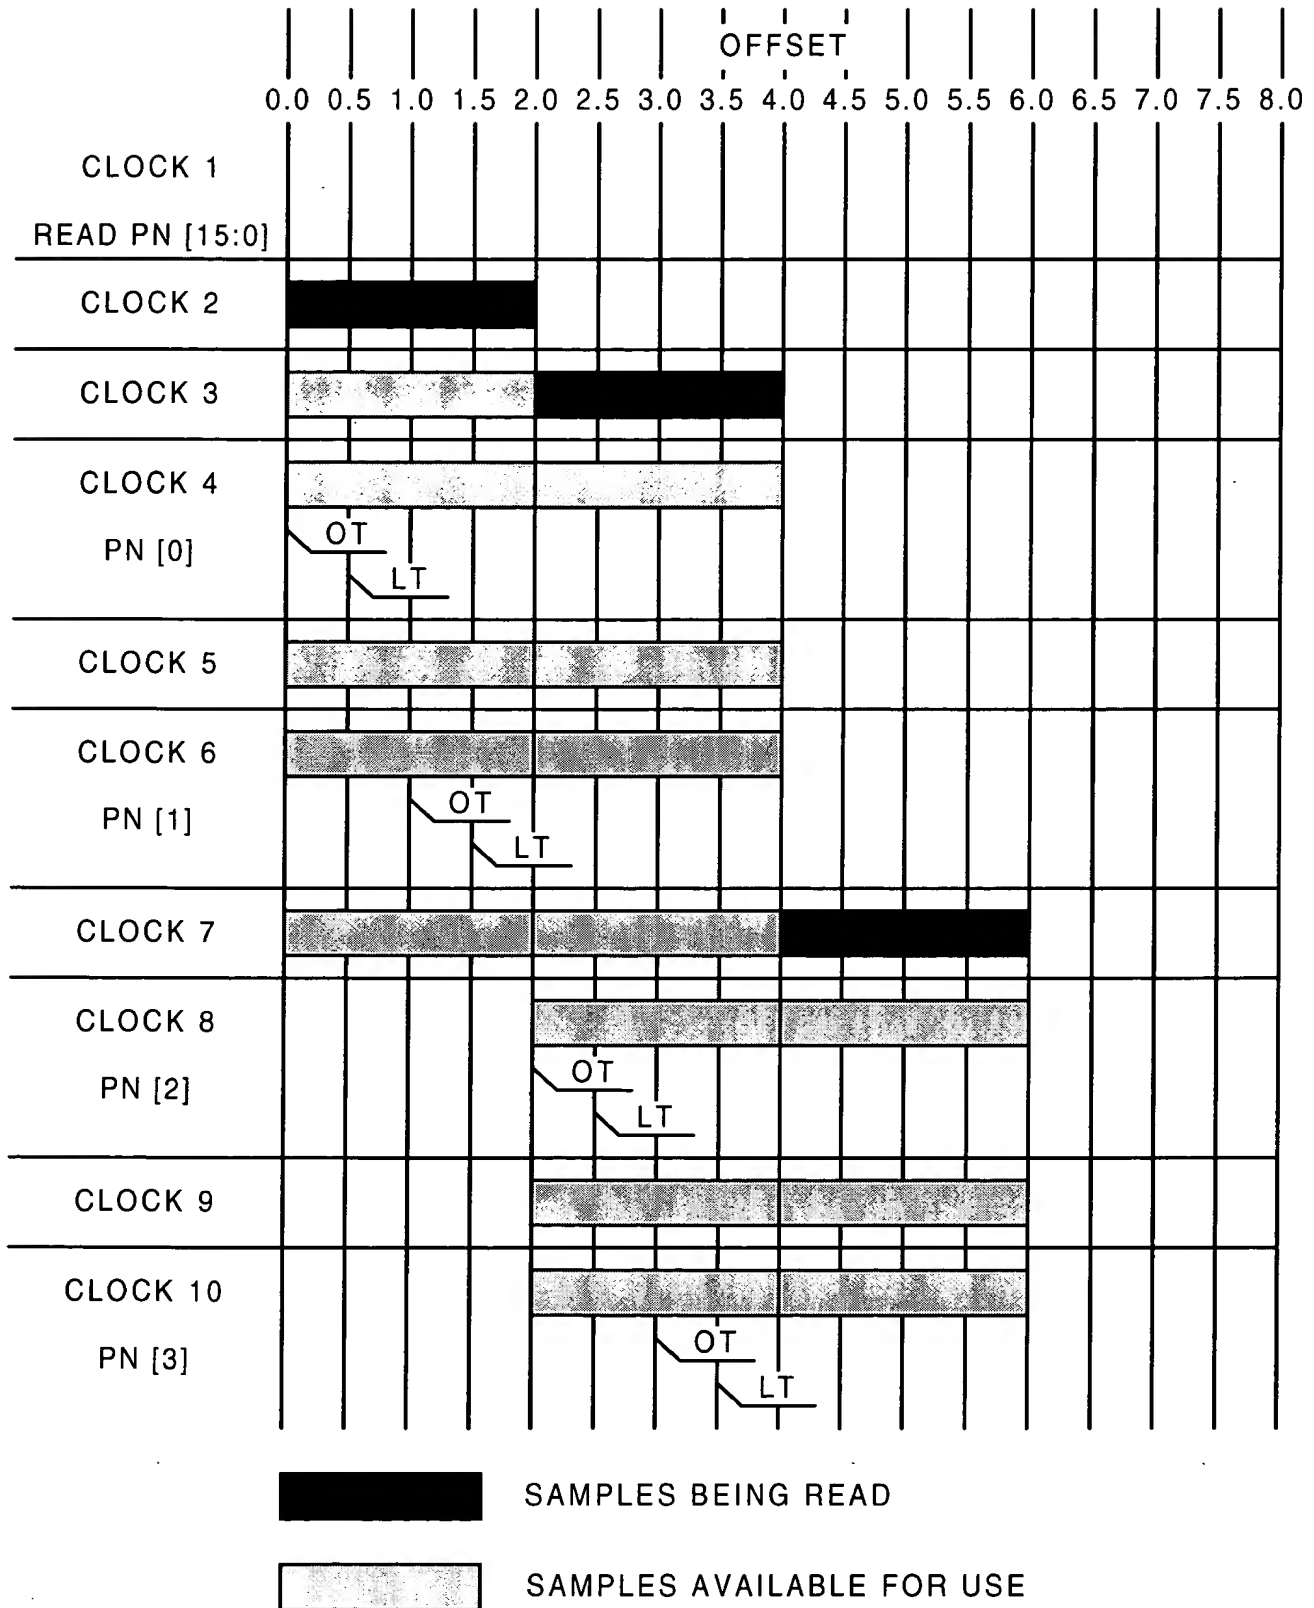 OFFSET
0.0 0.5 1.0 1.5 2.0 2.5 3.0 3.5 4.0 4.5 5.0 5.5 6.0 6.5 7.0 7.5 8.0
CLOCK 1
READ PN [15:0]
CLOCK 2
CLOCK 3
CLOCK 4
OT
PN [0]
LT
CLOCK 5
CLOCK 6
OT
PN [1]
LT
CLOCK 7
CLOCK 8
OT
PN [2]
LT
CLOCK 9
CLOCK 10
OT
PN [3]
LT
SAMPLES BEING READ
SAMPLES AVAILABLE FOR USE